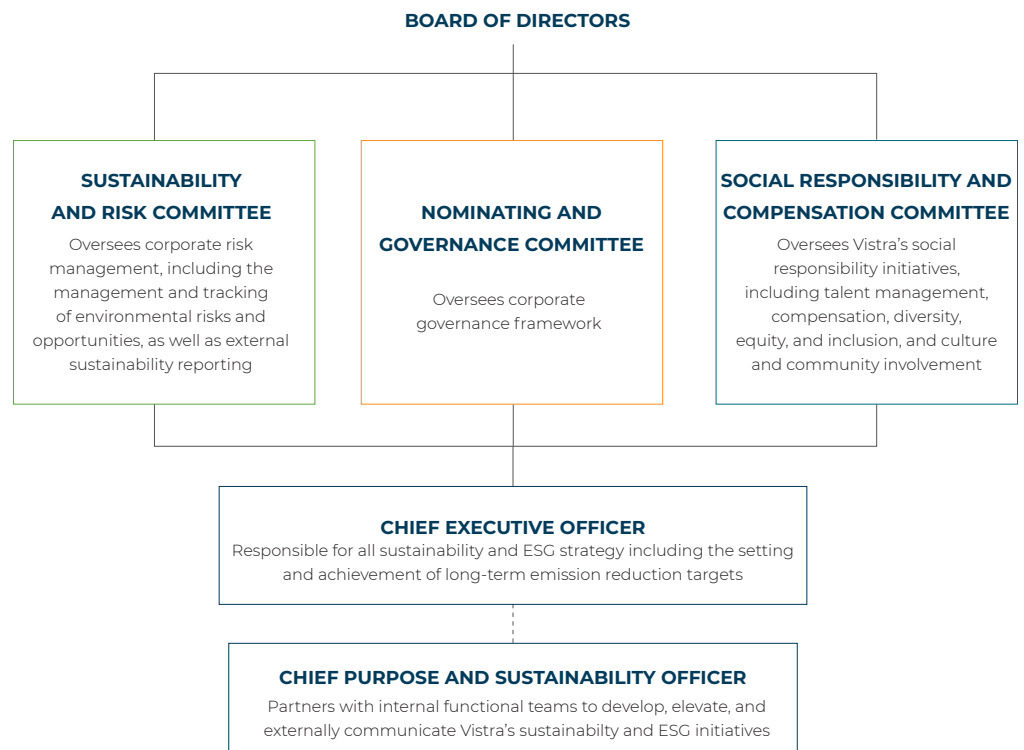 BOARD OF DIRECTORS
SUSTAINABILITY
AND RISK COMMITTEE
Oversees corporate risk
management, including the
management and tracking
of environmental risks and
opportunities, as well as external
sustainability reporting
NOMINATING AND
GOVERNANCE COMMITTEE
Oversees corporate
governance framework
SOCIAL RESPONSIBILITY AND
COMPENSATION COMMITTEE
Oversees Vistra's social
responsibility initiatives,
including talent management,
compensation, diversity,
equity, and inclusion, and culture
and community involvement
CHIEF EXECUTIVE OFFICER
Responsible for all sustainability and ESG strategy including the setting
and achievement of long-term emission reduction targets
CHIEF PURPOSE AND SUSTAINABILITY OFFICER
Partners with internal functional teams to develop, elevate, and
externally communicate Vistra's sustainabilty and ESG initiatives